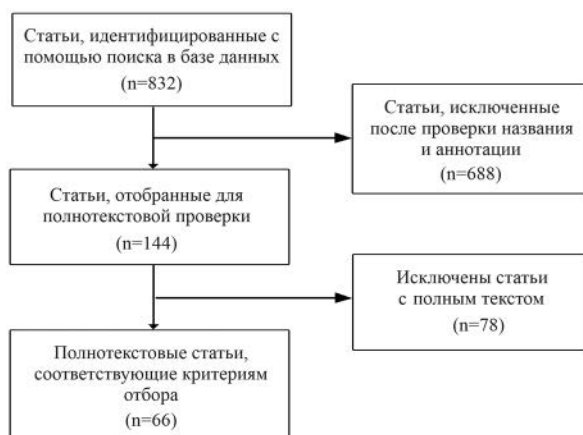 Статьи, идентифицированные с
помощью поиска в базе данных
(n=832)
Статьи, исключенные
после проверки названия
и аннотации
(n=688)
Статьи, отобранные для
полнотекстовой проверки
(n=144)
Исключены статьи
с полным текстом
(n=78)
Полнотекстовые статьи,
соответствующие критериям
отбора
(n=66)